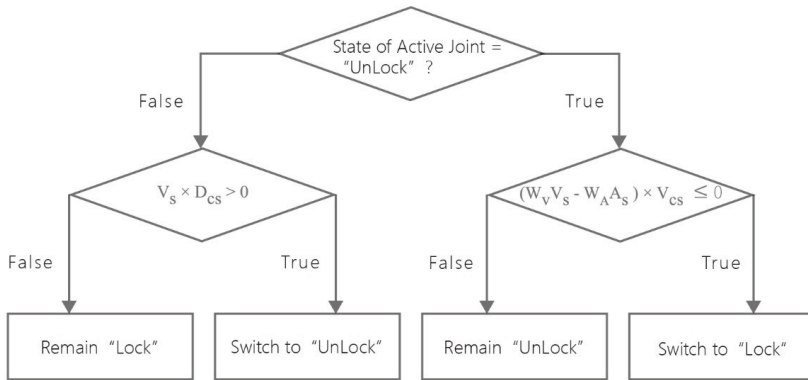 State of Active Joint =
“UnLock” ?
False
True
V_s × D_cs > 0
(W_v V_s - W_A A_s ) × V_cs ≤ 0
False
True
False
True
Remain “Lock”
Switch to “UnLock”
Remain “UnLock”
Switch to “Lock“